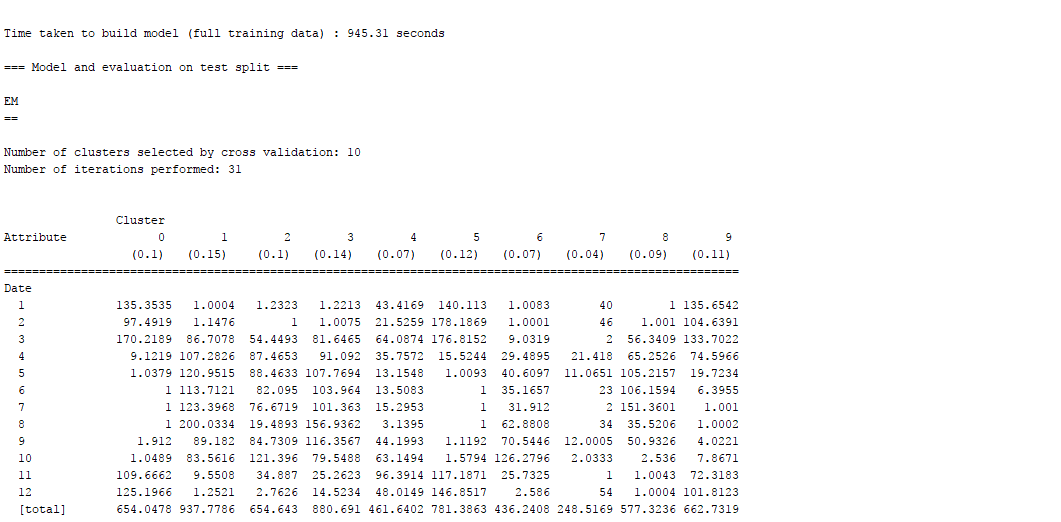 Time taken to build model (full training data) : 945.31 seconds
=== Model and evaluation on test split ===
EM
==
Number of clusters selected by cross validation: 10
Number of iterations performed: 31
Cluster
Attribute 0 1 2 3 4 5 6 7 8 9
(0.1) (0.15) (0.1) (0.14) (0.07) (0.12) (0.07) (0.04) (0.09) (0.11)
==========================================================================================
Date
1 135.3535 1.0004 1.2323 1.2213 43.4169 140.113 1.0083 40 1 135.6542
2 97.4919 1.1476 1 1.0075 21.5259 178.1869 1.0001 46 1.001 104.6391
3 170.2189 86.7078 54.4493 81.6465 64.0874 176.8152 9.0319 2 56.3409 133.7022
4 9.1219 107.2826 87.4653 91.092 35.7572 15.5244 29.4895 21.418 65.2526 74.5966
5 1.0379 120.9515 88.4633 107.7694 13.1548 1.0093 40.6097 11.0651 105.2157 19.7234
6 1 113.7121 82.095 103.964 13.5083 1 35.1657 23 106.1594 6.3955
7 1 123.3968 76.6719 101.363 15.2953 1 31.912 2 151.3601 1.001
8 1 200.0334 19.4893 156.9362 3.1395 1 62.8808 34 35.5206 1.0002
9 1.912 89.182 84.7309 116.3567 44.1993 1.1192 70.5446 12.0005 50.9326 4.0221
10 1.0489 83.5616 121.396 79.5488 63.1494 1.5794 126.2796 2.0333 2.536 7.8671
11 109.6662 9.5508 34.887 25.2623 96.3914 117.1871 25.7325 1 1.0043 72.3183
12 125.1966 1.2521 2.7626 14.5234 48.0149 146.8517 2.586 54 1.0004 101.8123
[total] 654.0478 937.7786 654.643 880.691 461.6402 781.3863 436.2408 248.5169 577.3236 662.7319